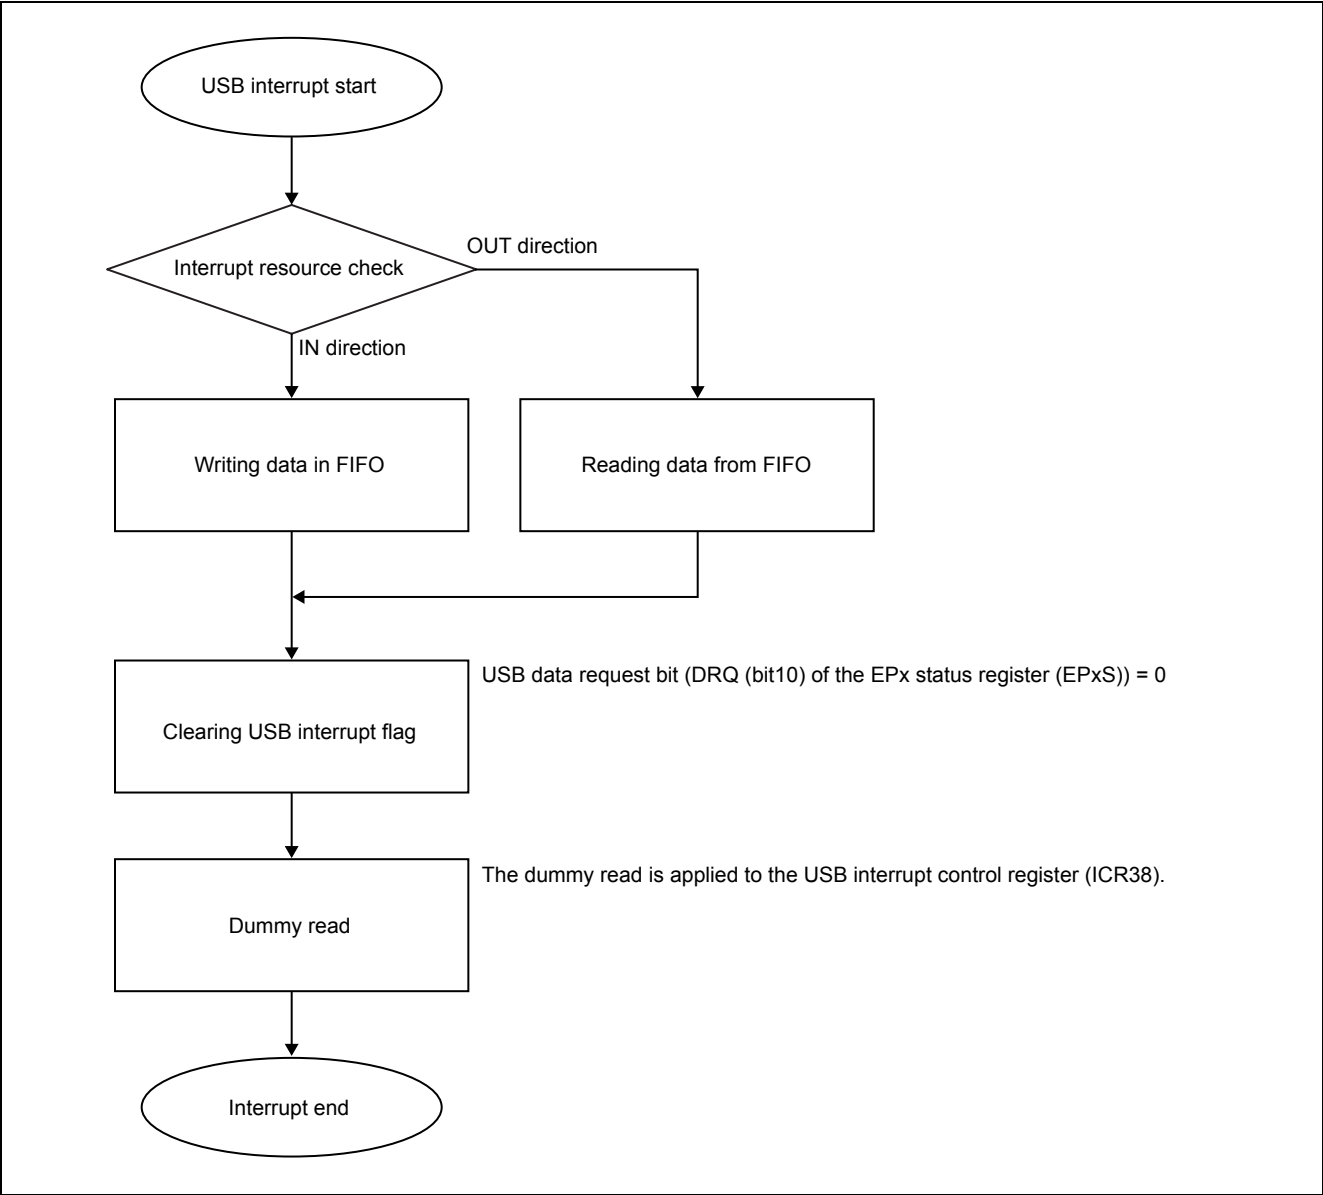 USB interrupt start
OUT direction
Interrupt resource check
IN direction
Writing data in FIFO
Reading data from FIFO
USB data request bit (DRQ (bit10) of the EPx status register (EPxS)) = 0
Clearing USB interrupt flag
The dummy read is applied to the USB interrupt control register (ICR38).
Dummy read
Interrupt end